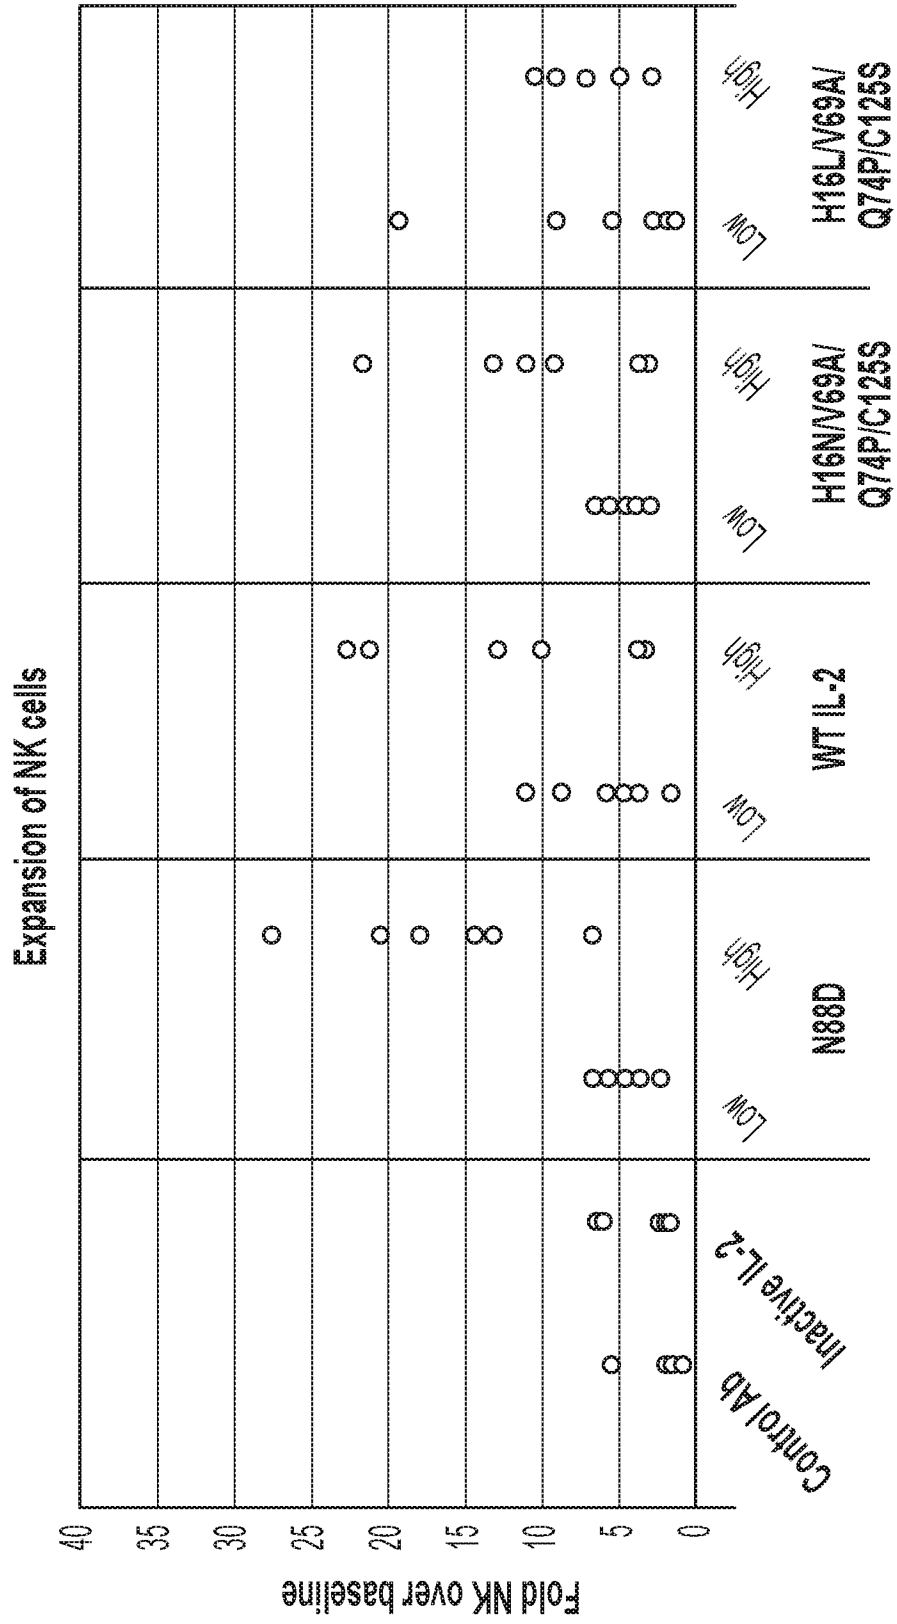 Expansion of NK cells
Fold NK over baseline
40
35
30
25
20
15
10
5
0
Control Ab
Inactive IL-2
Low
High
Low
High
Low
High
Low
High
N88D
WT IL-2
H16N/V69A/
Q74P/C125S
H16L/V69A/
Q74P/C125S